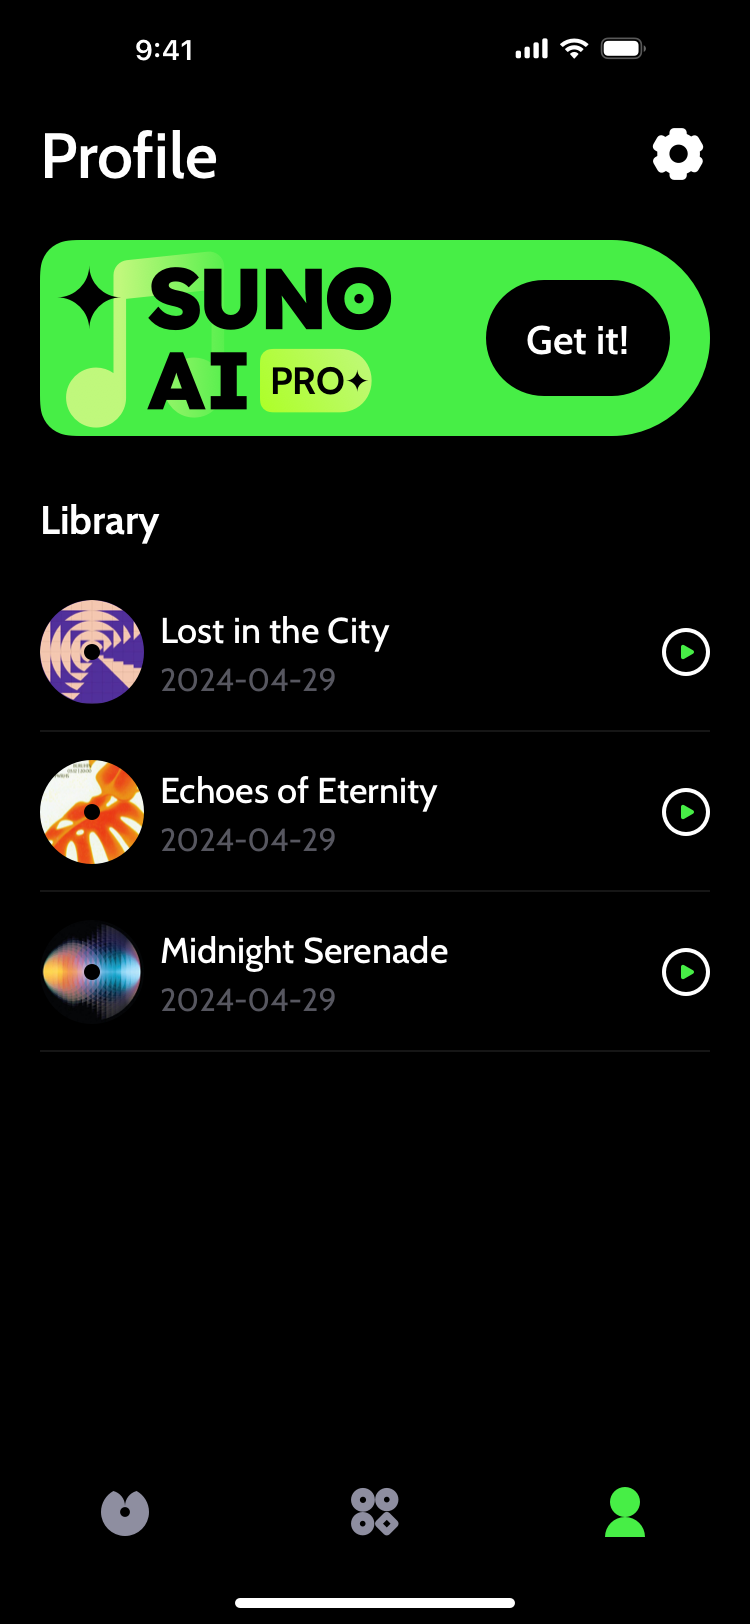 9:41
Profile
SUNO
AI PRO
Get it!
Library
Lost in the City
2024-04-29
Echoes of Eternity
2024-04-29
Midnight Serenade
2024-04-29